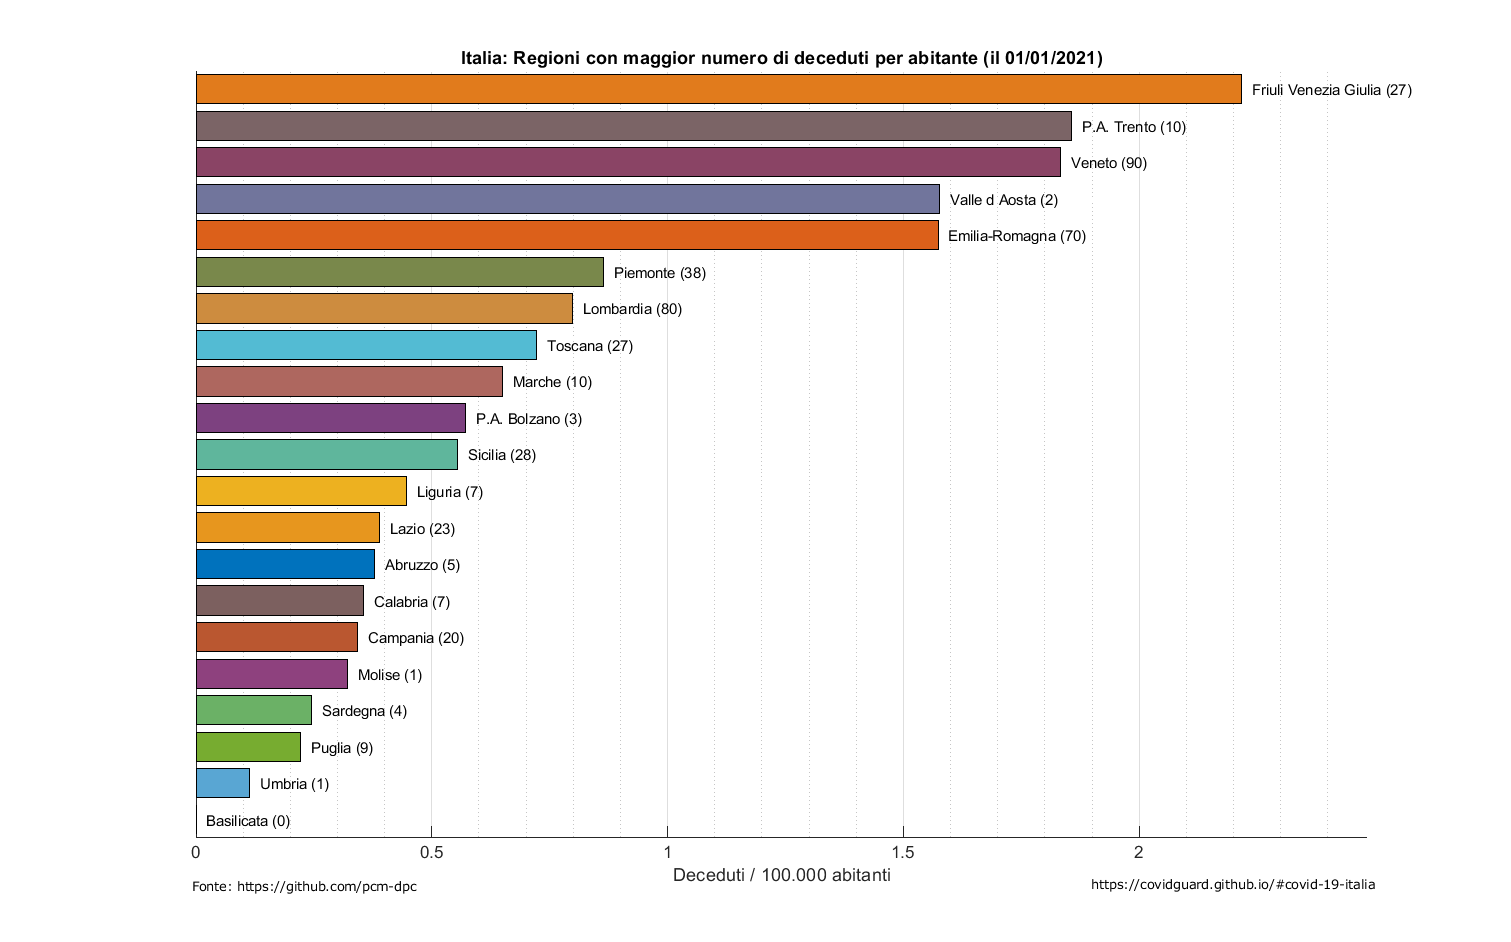 Italia: Regioni con maggior numero di deceduti per abitante (il 01/01/2021)
Friuli Venezia Giulia (27)
P.A. Trento (10)
Veneto (90)
Valle d Aosta (2)
Emilia-Romagna (70)
Piemonte (38)
Lombardia (80)
Toscana (27)
Marche (10)
P.A. Bolzano (3)
Sicilia (28)
Liguria (7)
Lazio (23)
Abruzzo (5)
Calabria (7)
Campania (20)
Molise (1)
Sardegna (4)
Puglia (9)
Umbria (1)
Basilicata (0)
0 0.5 1 1.5 2
Deceduti / 100.000 abitanti
Fonte: https://github.com/pcm-dpc
https://covidguard.github.io/#covid-19-italia